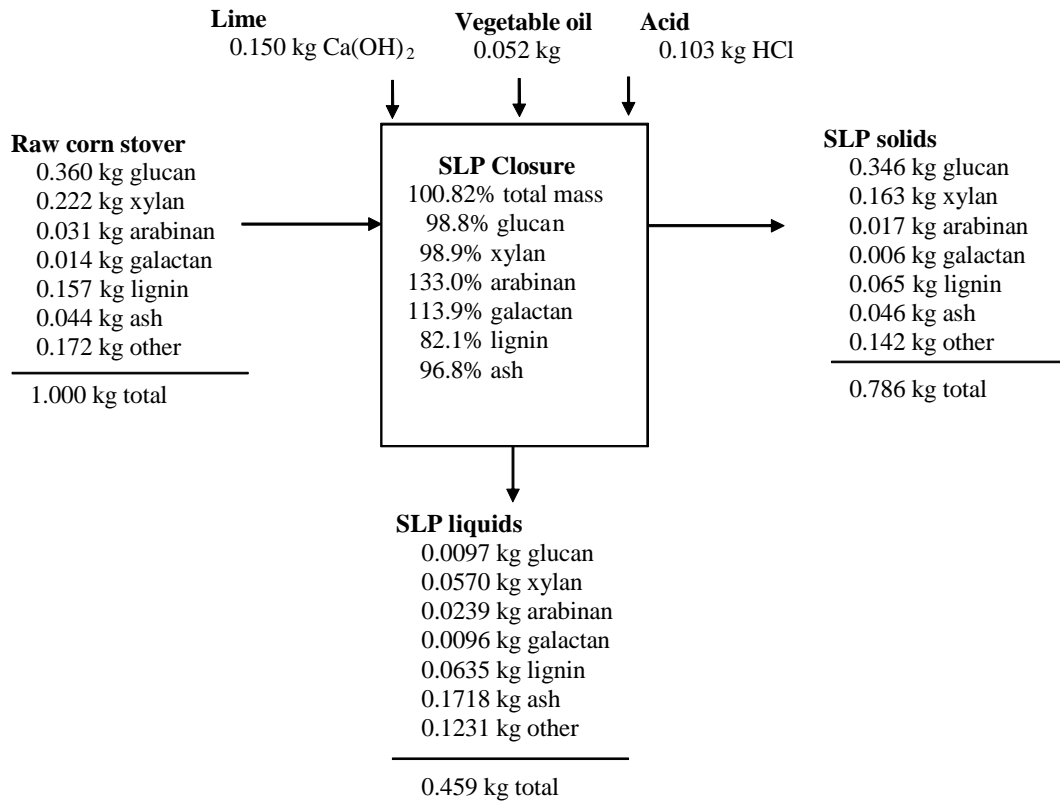 Lime
0.150 kg Ca(OH)2
Vegetable oil
0.052 kg
Acid
0.103 kg HCl
Raw corn stover
0.360 kg glucan
0.222 kg xylan
0.031 kg arabinan
0.014 kg galactan
0.157 kg lignin
0.044 kg ash
0.172 kg other
1.000 kg total
SLP Closure
100.82% total mass
98.8% glucan
98.9% xylan
133.0% arabinan
113.9% galactan
82.1% lignin
96.8% ash
SLP solids
0.346 kg glucan
0.163 kg xylan
0.017 kg arabinan
0.006 kg galactan
0.065 kg lignin
0.046 kg ash
0.142 kg other
0.786 kg total
SLP liquids
0.0097 kg glucan
0.0570 kg xylan
0.0239 kg arabinan
0.0096 kg galactan
0.0635 kg lignin
0.1718 kg ash
0.1231 kg other
0.459 kg total